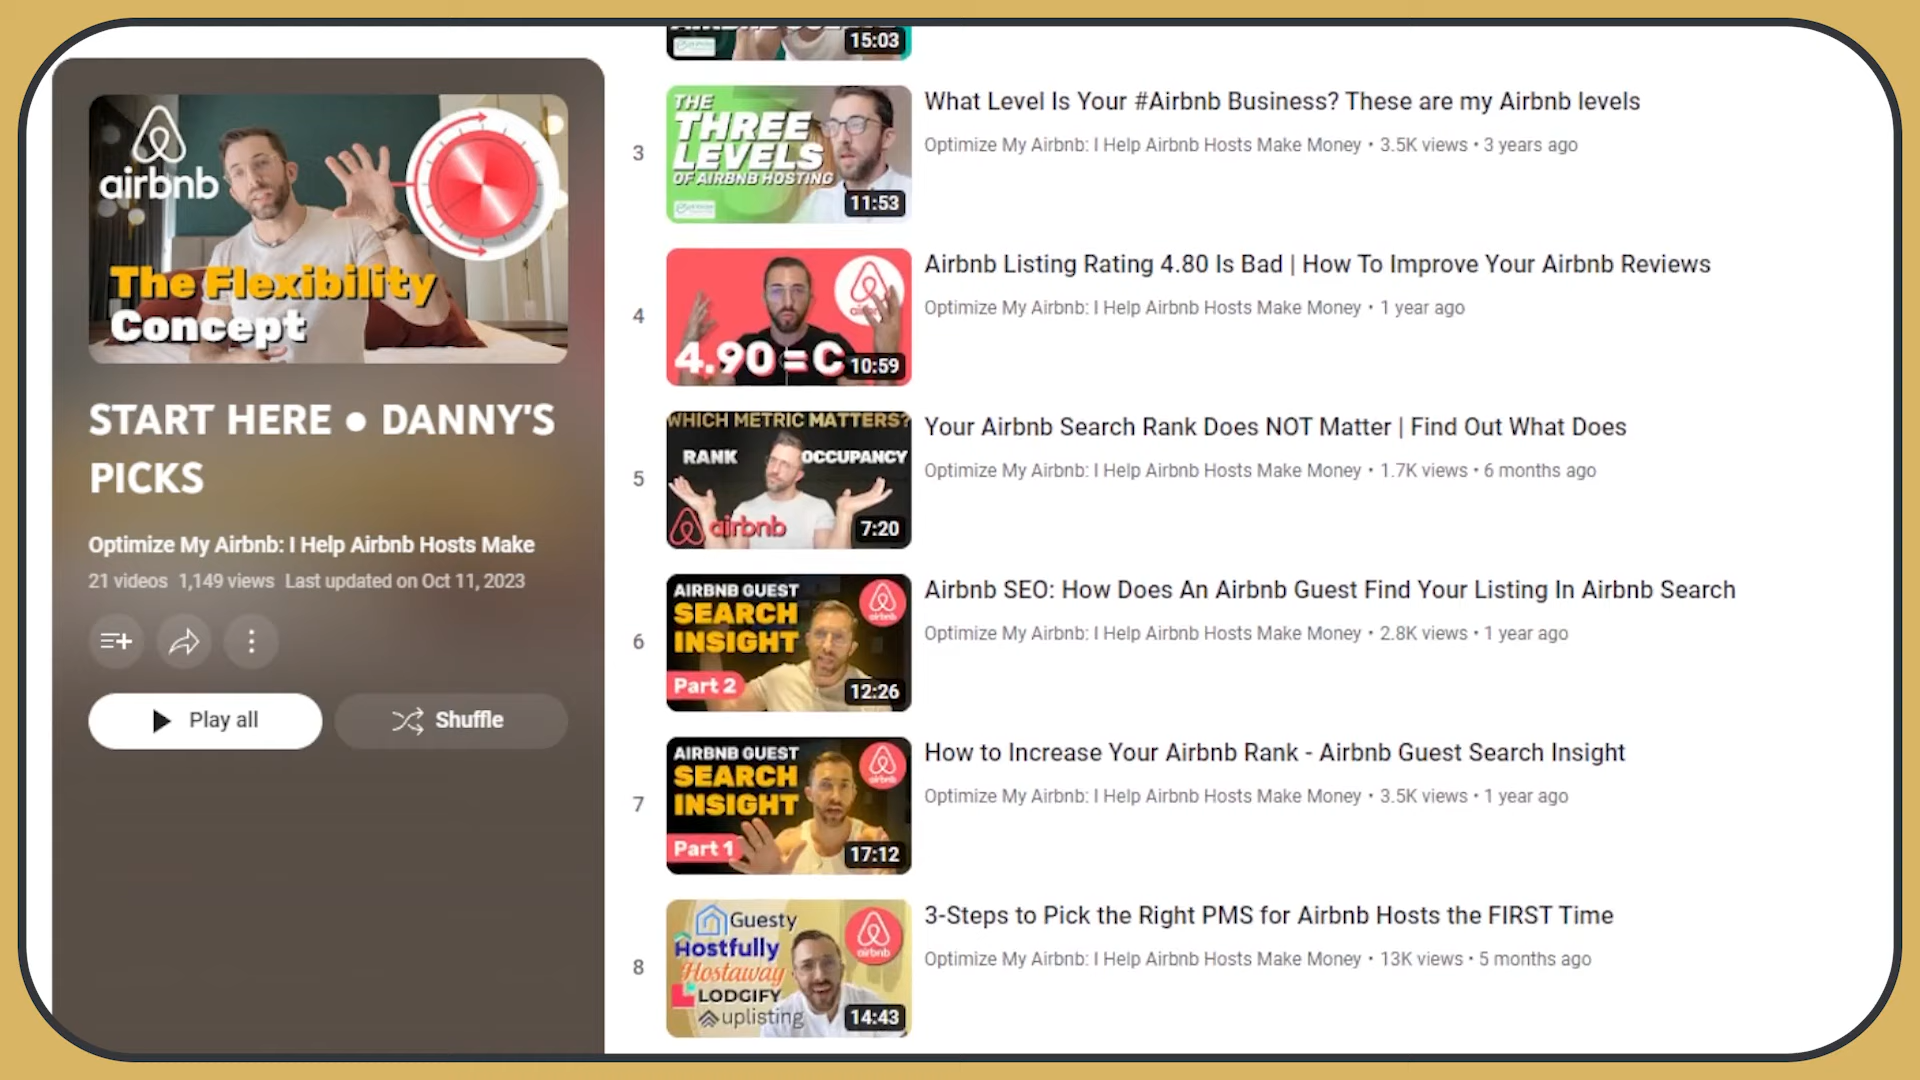 airbnb
The Flexibility
Concept
START HERE ● DANNY'S
PICKS
Optimize My Airbnb: I Help Airbnb Hosts Make
21 videos 1,149 views Last updated on Oct 11, 2023
Play all
Shuffle
15:03
3
THE
THREE
LEVELS
OF AIRBNB HOSTING
11:53
What Level Is Your #Airbnb Business? These are my Airbnb levels
Optimize My Airbnb: I Help Airbnb Hosts Make Money • 3.5K views • 3 years ago
4
4.90 = C
10:59
Airbnb Listing Rating 4.80 Is Bad | How To Improve Your Airbnb Reviews
Optimize My Airbnb: I Help Airbnb Hosts Make Money • 1 year ago
5
WHICH METRIC MATTERS?
RANK OCCUPANCY
airbnb
7:20
Your Airbnb Search Rank Does NOT Matter | Find Out What Does
Optimize My Airbnb: I Help Airbnb Hosts Make Money • 1.7K views • 6 months ago
6
AIRBNB GUEST
SEARCH
INSIGHT
Part 2
airbnb
12:26
Airbnb SEO: How Does An Airbnb Guest Find Your Listing In Airbnb Search
Optimize My Airbnb: I Help Airbnb Hosts Make Money • 2.8K views • 1 year ago
7
AIRBNB GUEST
SEARCH
INSIGHT
Part 1
airbnb
17:12
How to Increase Your Airbnb Rank - Airbnb Guest Search Insight
Optimize My Airbnb: I Help Airbnb Hosts Make Money • 3.5K views • 1 year ago
8
Guesty
Hostfully
Hostaway
LODGIFY
uplisting
airbnb
14:43
3-Steps to Pick the Right PMS for Airbnb Hosts the FIRST Time
Optimize My Airbnb: I Help Airbnb Hosts Make Money • 13K views • 5 months ago